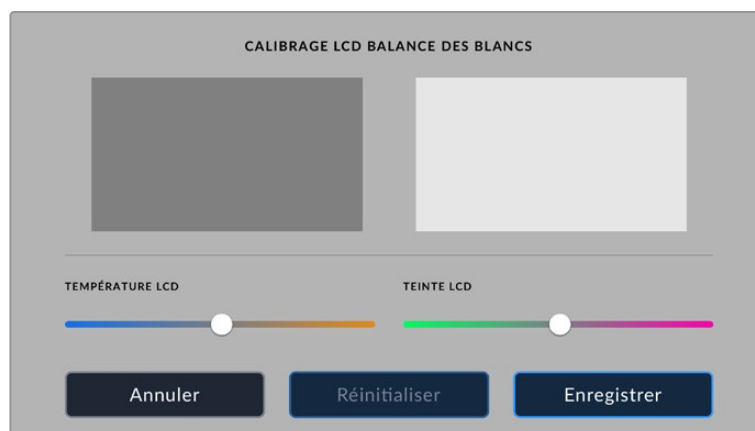 CALIBRAGE LCD BALANCE DES BLANCS
TEMPÉRATURE LCD
TEINTE LCD
Annuler
Réinitialiser
Enregistrer